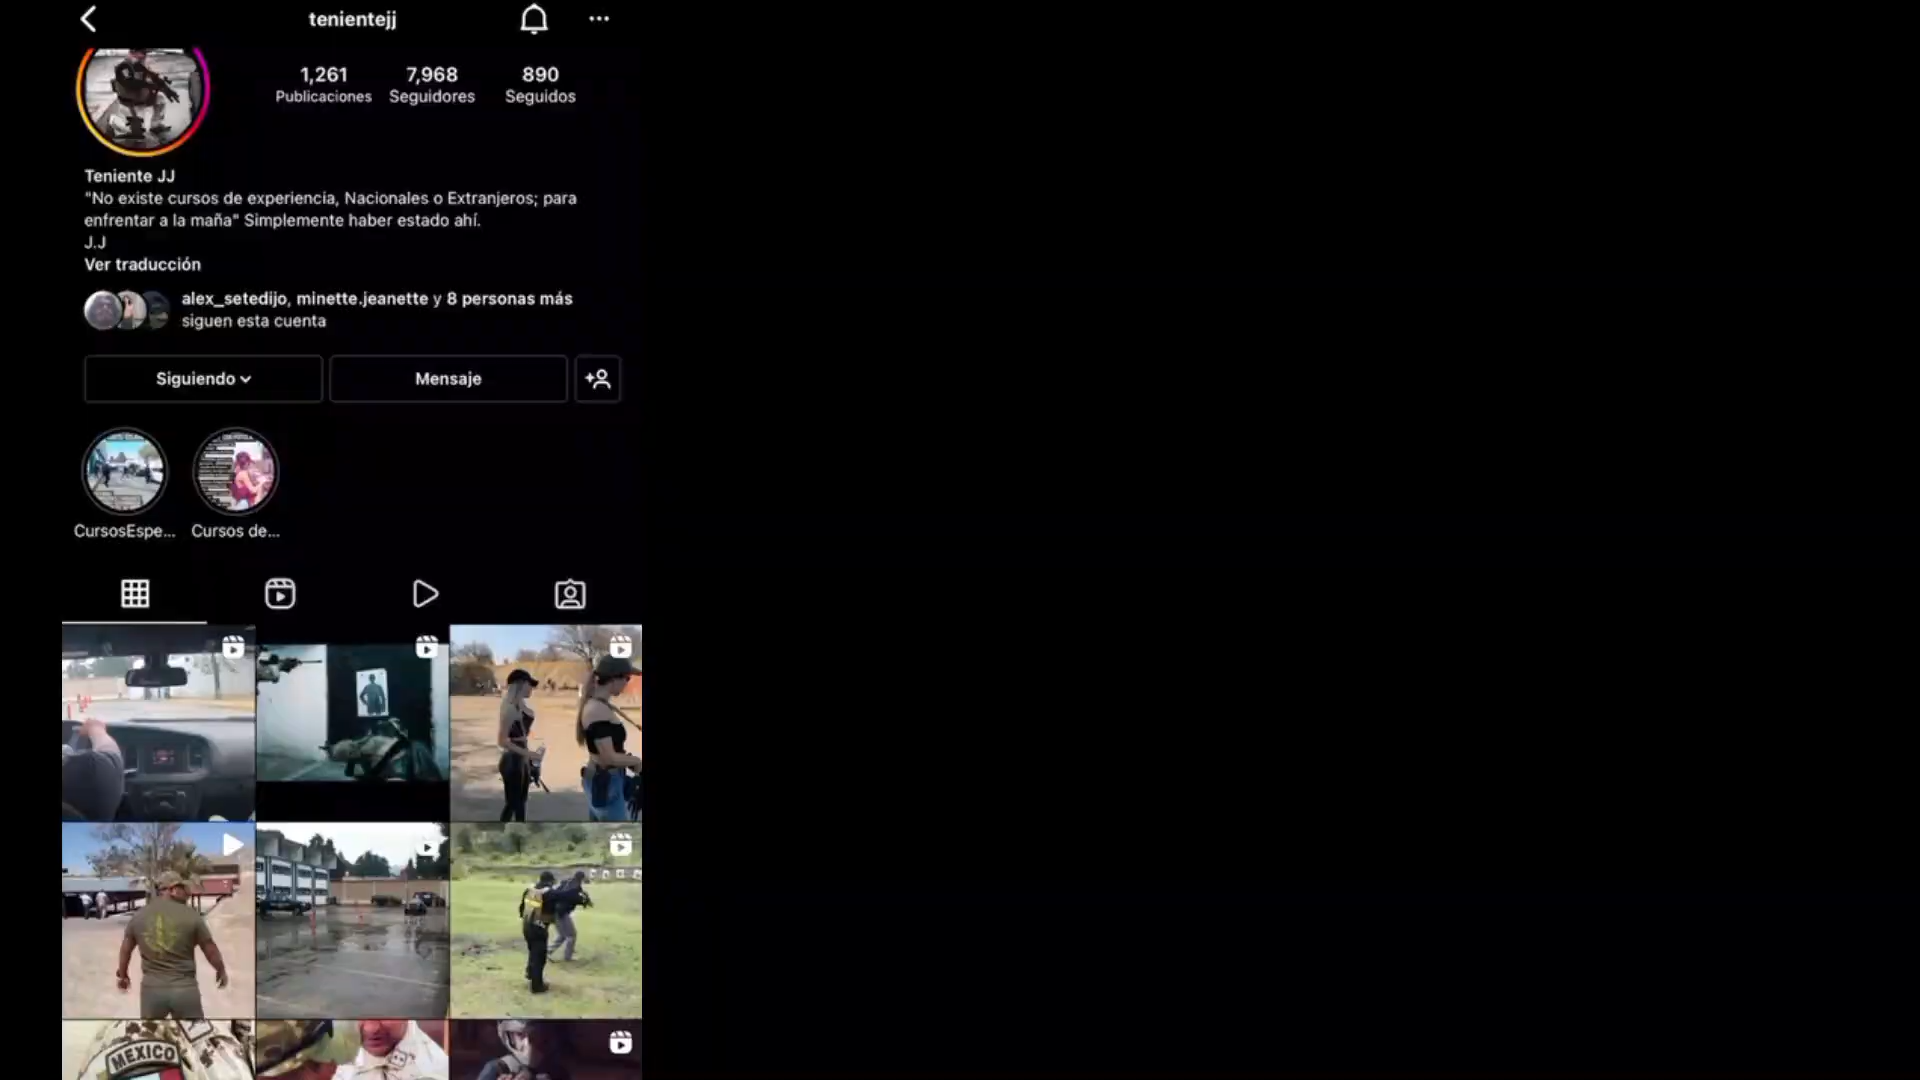 tenientejj
1,261 7,968 890
Publicaciones Seguidores Seguidos
Teniente JJ
"No existe cursos de experiencia, Nacionales o Extranjeros; para
enfrentar a la maña" Simplemente haber estado ahí.
J.J
Ver traducción
alex_setedijo, minette.jeanette y 8 personas más
siguen esta cuenta
Siguiendo Mensaje
CursosEspe... Cursos de...
MEXICO